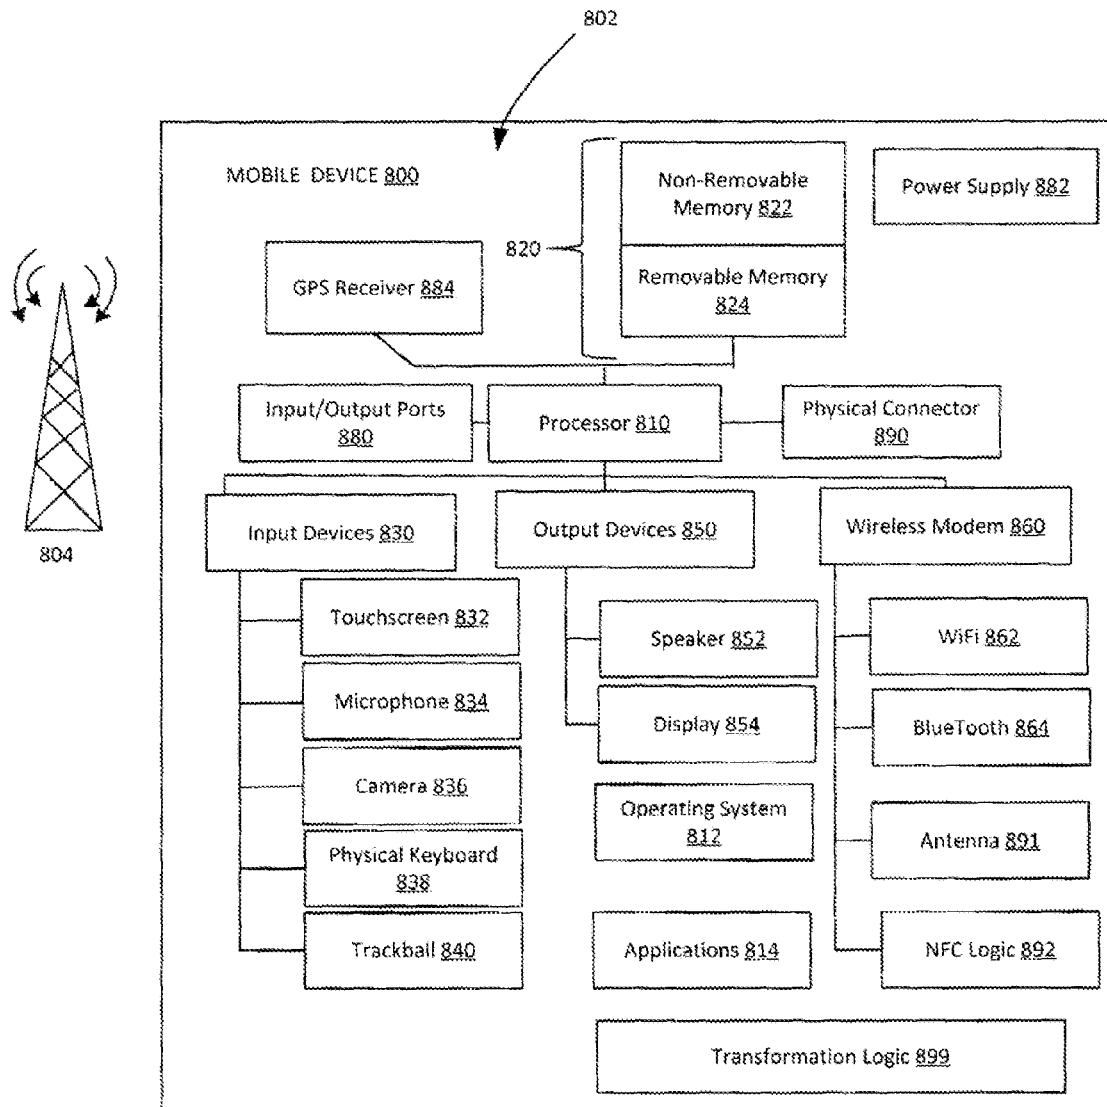 802
MOBILE DEVICE 800
Non-Removable
Memory 822
Power Supply 882
820
GPS Receiver 884
Removable Memory
824
Input/Output Ports
880
Processor 810
Physical Connector
890
Input Devices 830
Output Devices 850
Wireless Modem 860
804
Touchscreen 832
Speaker 852
WiFi 862
Microphone 834
Display 854
BlueTooth 864
Camera 836
Operating System
812
Antenna 891
Physical Keyboard
838
Trackball 840
Applications 814
NFC Logic 892
Transformation Logic 899